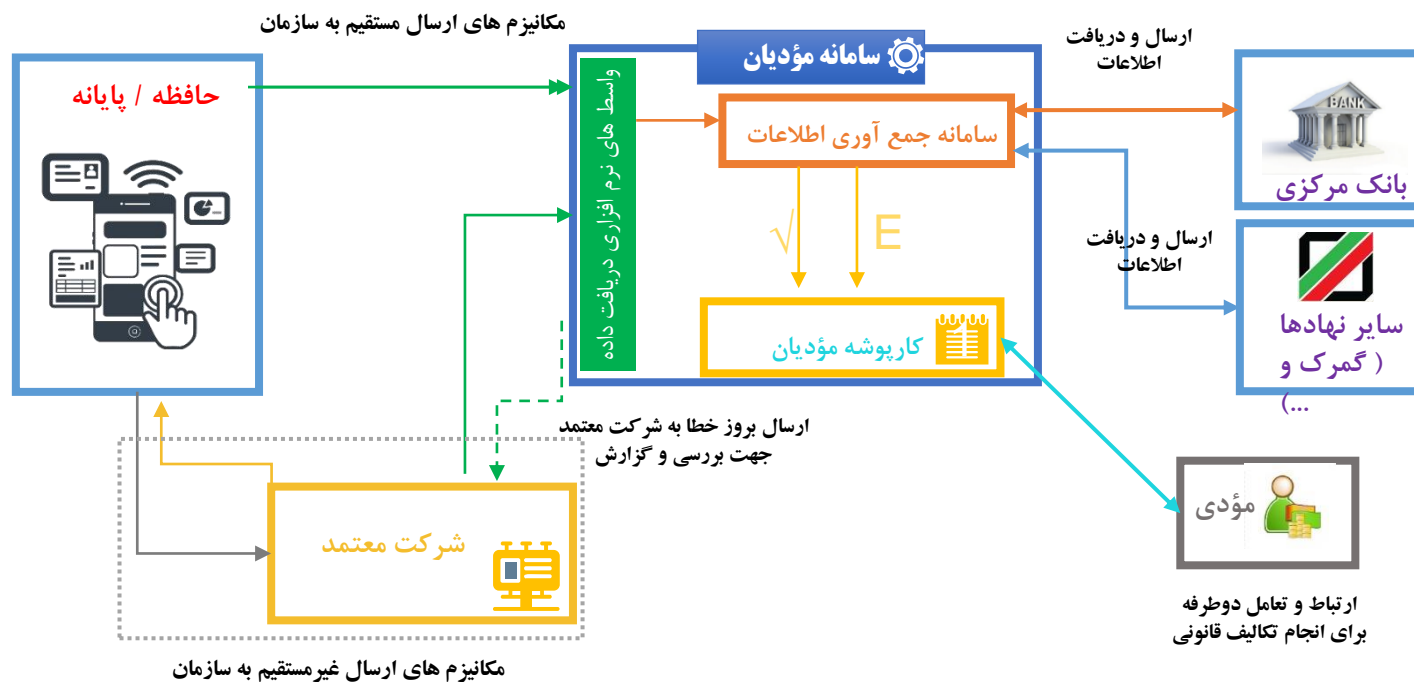 مکانیزم های ارسال مستقیم به سازمان
حافظه / پایانه
سامانه مؤدیان
واسط های نرم افزاری دریافت داده
سامانه جمع آوری اطلاعات
√
E
کارپوشه مؤدیان
ارسال و دریافت
اطلاعات
BANK
بانک مرکزی
ارسال و دریافت
اطلاعات
سایر نهادها
( گمرک و
...)
ارسال بروز خطا به شرکت معتمد
جهت بررسی و گزارش
شرکت معتمد
مکانیزم های ارسال غیرمستقیم به سازمان
مؤدی
ارتباط و تعامل دوطرفه
برای انجام تکالیف قانونی